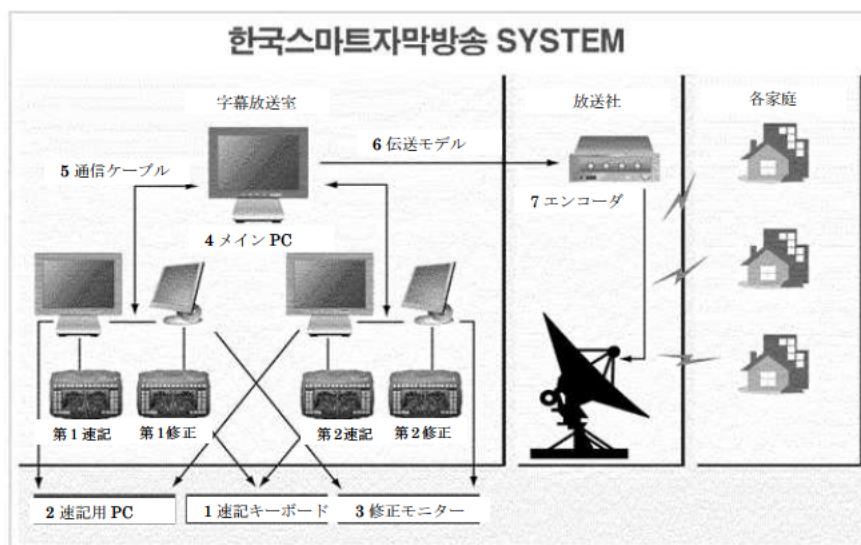 한국스마트자막방송 SYSTEM
字幕放送室
放送社
各家庭
6 伝送モデル
5 通信ケーブル
7 エンコーダ
4 メイン PC
第1速記
第1修正
第2速記
第2修正
2 速記用 PC
1 速記キーボード
3 修正モニター